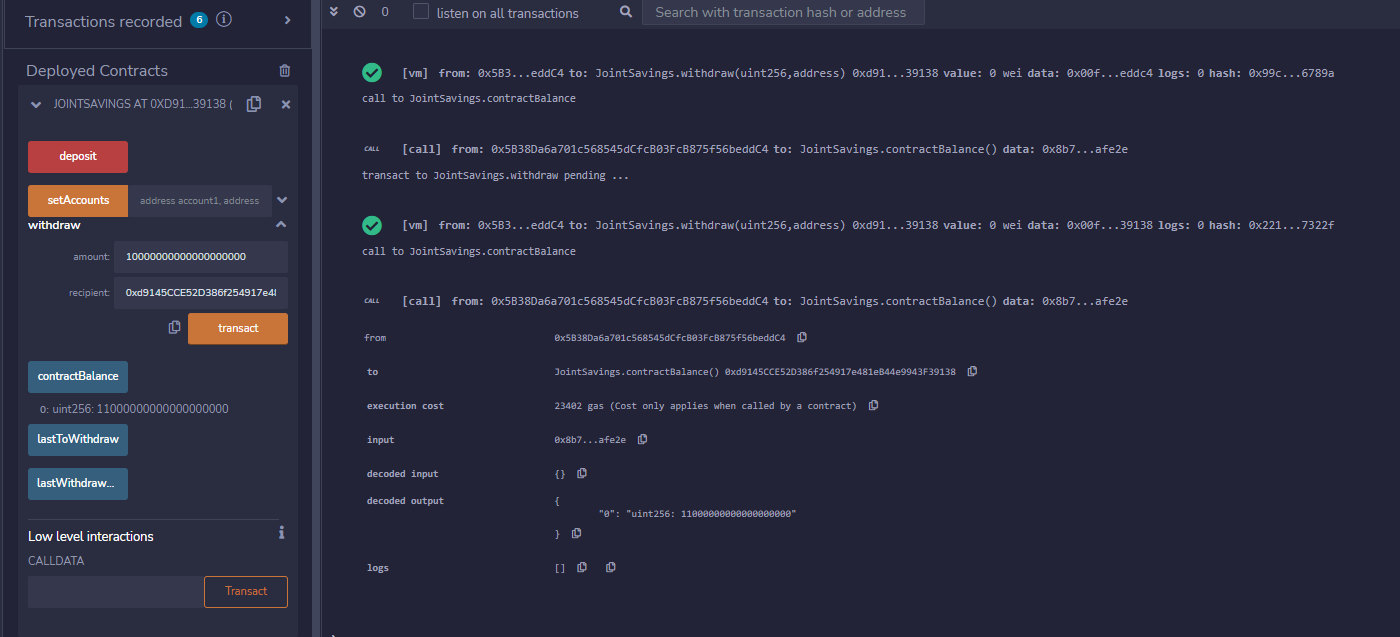 Transactions recorded 6 i >
Deployed Contracts
JOINTSAVINGS AT 0XD91...39138 (
deposit
setAccounts address account1, address
withdraw
amount: 10000000000000000000
recipient: 0xd9145CCE52D386f254917e48
transact
contractBalance
0: uint256: 11000000000000000000
lastToWithdraw
lastWithdraw...
Low level interactions i
CALLDATA
Transact
0 listen on all transactions Search with transaction hash or address
[vm] from: 0x5B3...eddC4 to: JointSavings.withdraw(uint256,address) 0xd91...39138 value: 0 wei data: 0x00f...eddc4 logs: 0 hash: 0x99c...6789a
call to JointSavings.contractBalance
CALL [call] from: 0x5B38Da6a701c568545dCfcB03FcB875f56beddC4 to: JointSavings.contractBalance() data: 0x8b7...afe2e
transact to JointSavings.withdraw pending ...
[vm] from: 0x5B3...eddC4 to: JointSavings.withdraw(uint256,address) 0xd91...39138 value: 0 wei data: 0x00f...39138 logs: 0 hash: 0x221...7322f
call to JointSavings.contractBalance
CALL [call] from: 0x5B38Da6a701c568545dCfcB03FcB875f56beddC4 to: JointSavings.contractBalance() data: 0x8b7...afe2e
from 0x5B38Da6a701c568545dCfcB03FcB875f56beddC4
to JointSavings.contractBalance() 0xd9145CCE52D386f254917e481eB44e9943F39138
execution cost 23402 gas (Cost only applies when called by a contract)
input 0x8b7...afe2e
decoded input {}
decoded output {
"0": "uint256: 11000000000000000000"
}
logs []